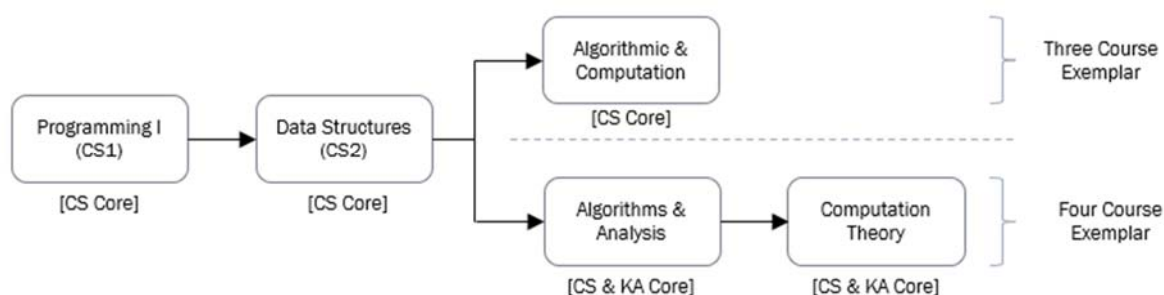 Programming I
(CS1)
[CS Core]
Data Structures
(CS2)
[CS Core]
Algorithmic &
Computation
[CS Core]
Three Course
Exemplar
Algorithms &
Analysis
[CS & KA Core]
Computation
Theory
[CS & KA Core]
Four Course
Exemplar